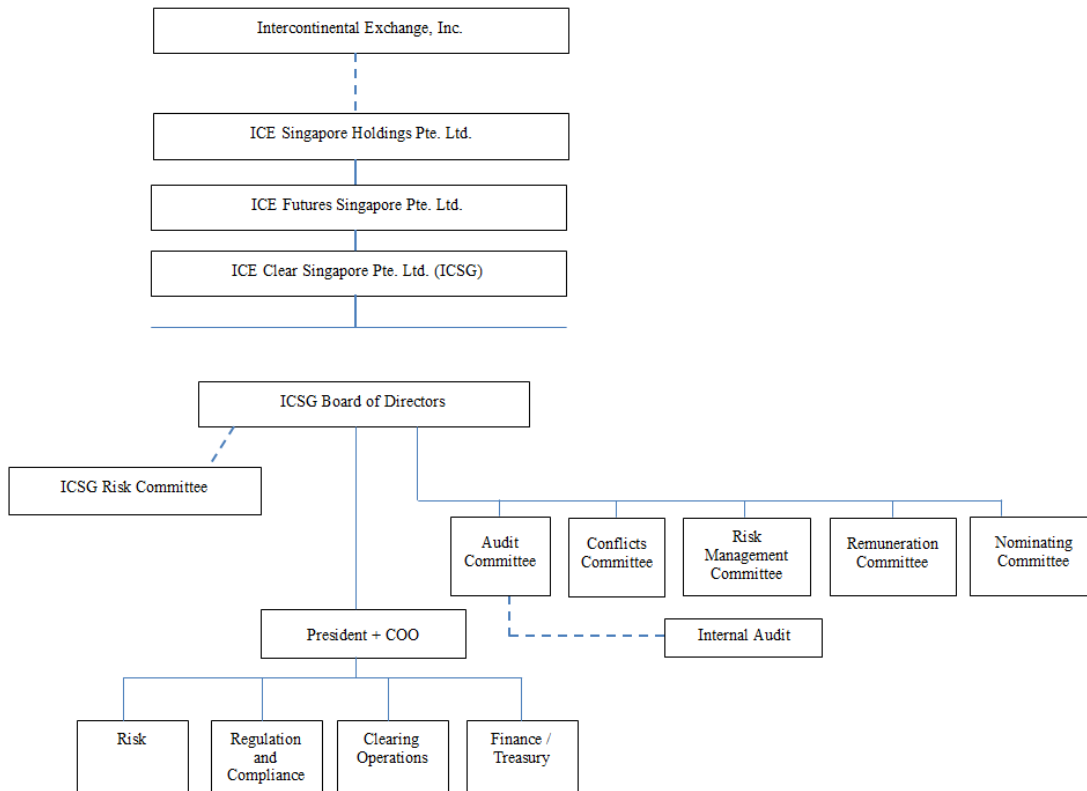 Intercontinental Exchange, Inc.
ICE Singapore Holdings Pte. Ltd.
ICE Futures Singapore Pte. Ltd.
ICE Clear Singapore Pte. Ltd. (ICSG)
ICSG Board of Directors
ICSG Risk Committee
Audit
Committee
Conflicts
Committee
Risk
Management
Committee
Remuneration
Committee
Nominating
Committee
President + COO
Internal Audit
Risk
Regulation
and
Compliance
Clearing
Operations
Finance /
Treasury